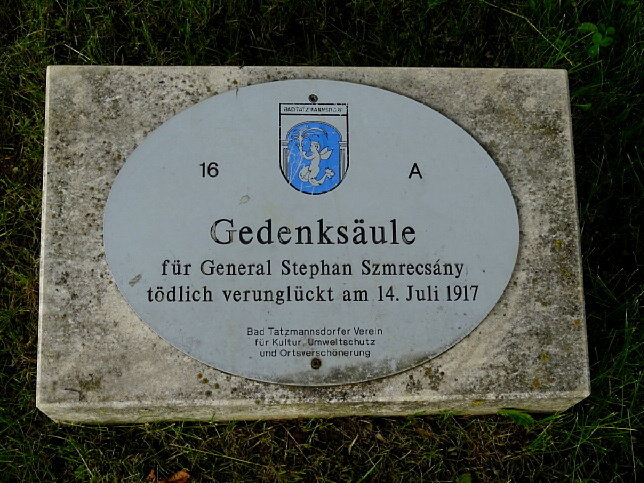 BAD TATZMANNSDORF
16 A
Gedenksäule
für General Stephan Szmrecsány
tödlich verunglückt am 14. Juli 1917
Bad Tatzmannsdorfer Verein
für Kultur, Umweltschutz
und Ortsverschönerung